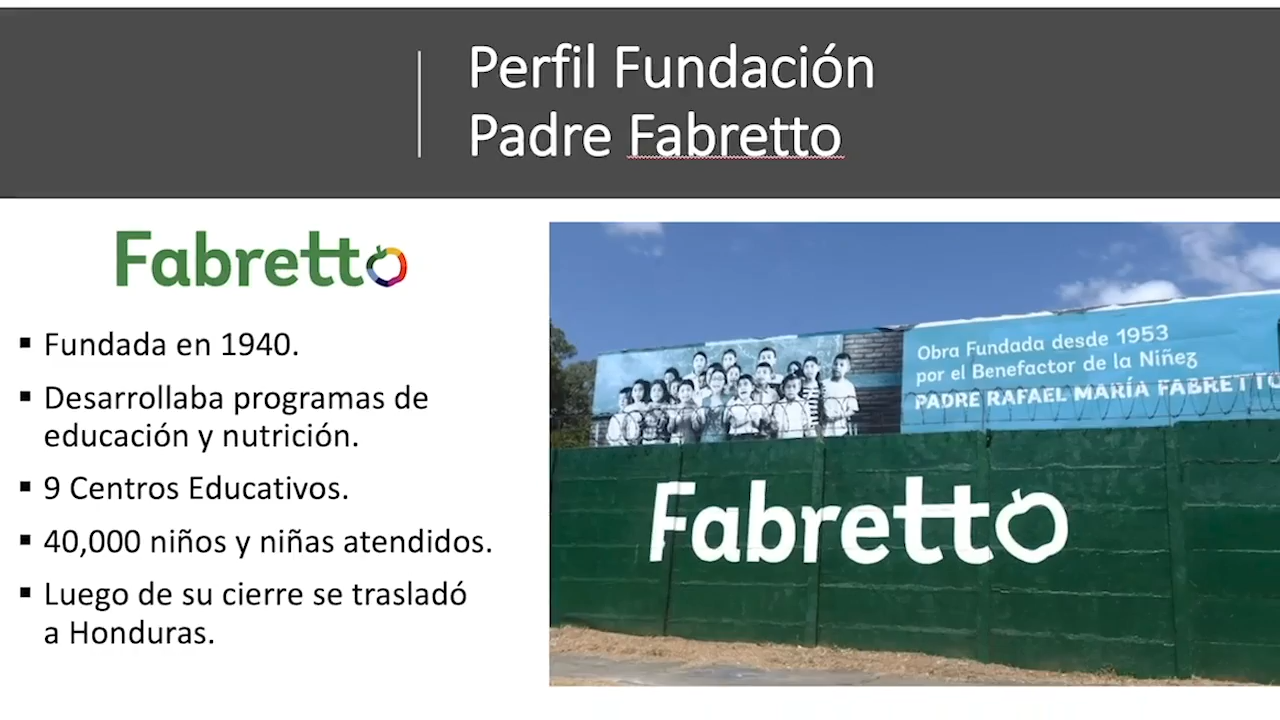 Perfil Fundación
Padre Fabretto
Fabretto
▪ Fundada en 1940.
▪ Desarrollaba programas de
educación y nutrición.
▪ 9 Centros Educativos.
▪ 40,000 niños y niñas atendidos.
▪ Luego de su cierre se trasladó
a Honduras.
Obra Fundada desde 1953
por el Benefactor de la Niñez
PADRE RAFAEL MARÍA FABRETTO
Fabretto